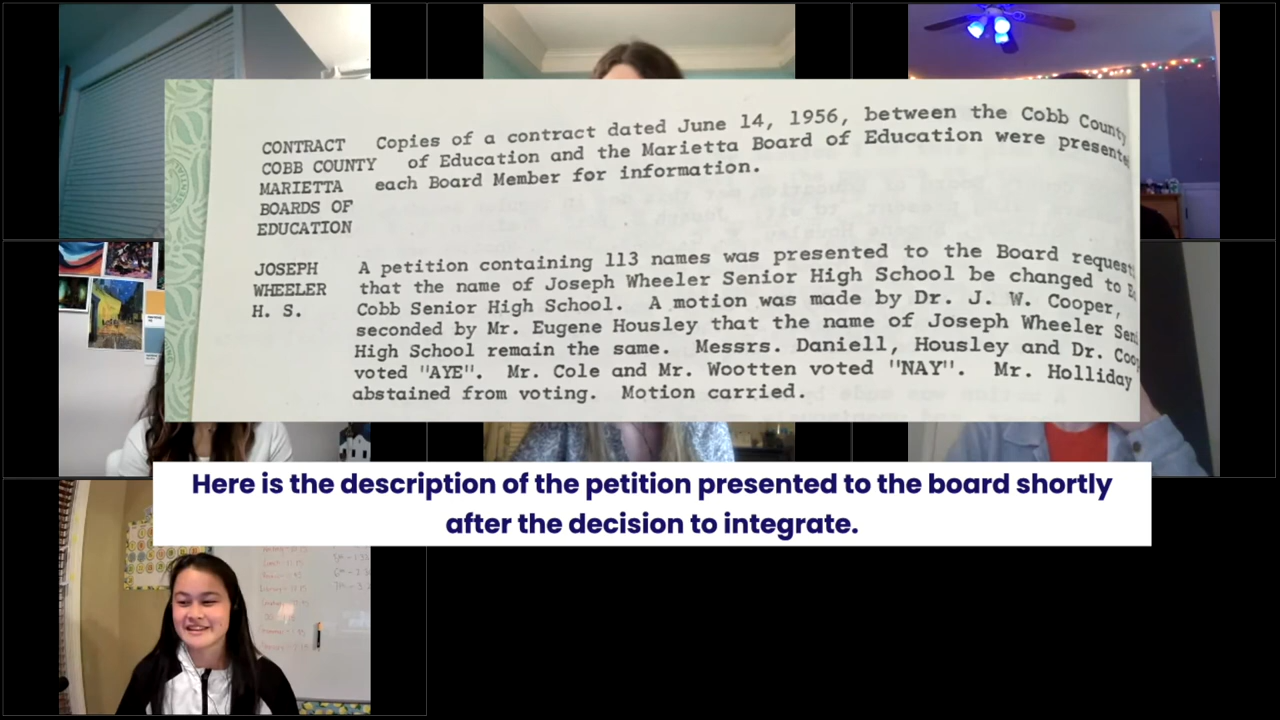 CONTRACT Copies of a contract dated June 14, 1956, between the Cobb County
COBB COUNTY of Education and the Marietta Board of Education were presente
MARIETTA each Board Member for information.
BOARDS OF
EDUCATION
JOSEPH A petition containing 113 names was presented to the Board request
WHEELER that the name of Joseph Wheeler Senior High School be changed to
H. S. Cobb Senior High School. A motion was made by Dr. J. W. Cooper,
seconded by Mr. Eugene Housley that the name of Joseph Wheeler Seni
High School remain the same. Messrs. Daniell, Housley and Dr. Coop
voted "AYE". Mr. Cole and Mr. Wootten voted "NAY". Mr. Holliday
abstained from voting. Motion carried.
Here is the description of the petition presented to the board shortly
after the decision to integrate.